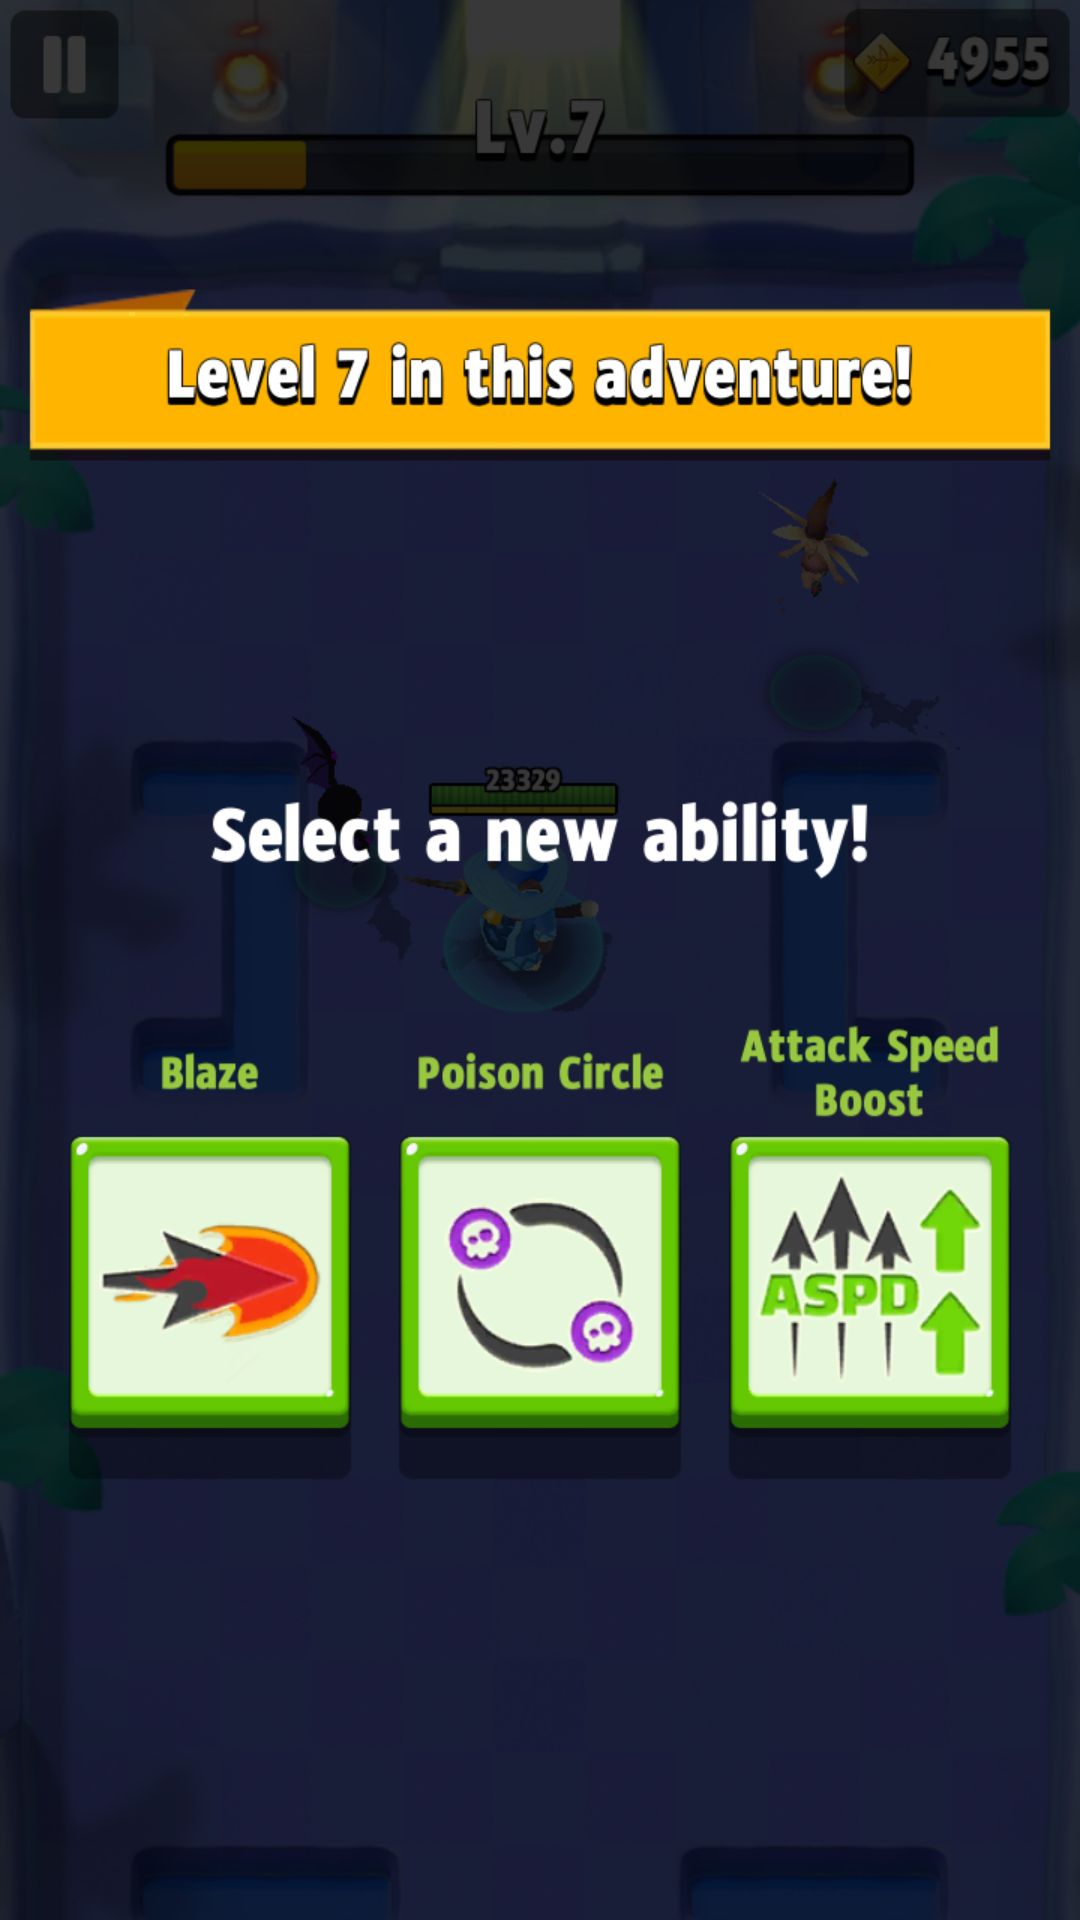 4955
Lv.7
Level 7 in this adventure!
23329
Select a new ability!
Blaze
Poison Circle
Attack Speed
Boost
ASPD